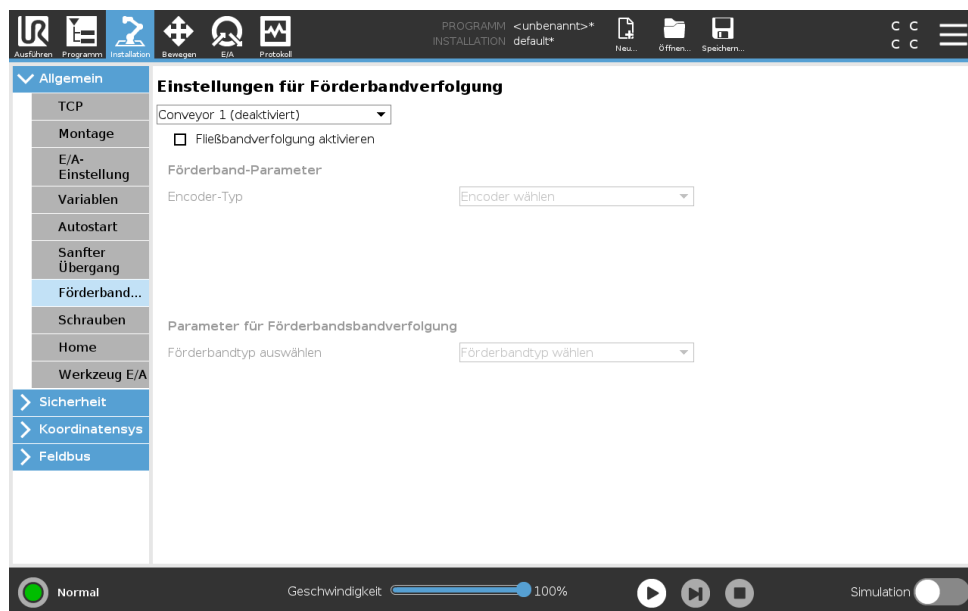 PROGRAMM <unbenannt>*
INSTALLATION default*
C C
C C
Ausführen Programm Installation Bewegen E/A Protokoll Neu... Öffnen... Speichern...
Allgemein
TCP
Montage
E/A-
Einstellung
Variablen
Autostart
Sanfter
Übergang
Förderband...
Schrauben
Home
Werkzeug E/A
Sicherheit
Koordinatensys
Feldbus
Einstellungen für Förderbandverfolgung
Conveyor 1 (deaktiviert)
Fließbandverfolgung aktivieren
Förderband-Parameter
Encoder-Typ Encoder wählen
Parameter für Förderbandsbandverfolgung
Förderbandtyp auswählen Förderbandtyp wählen
Normal Geschwindigkeit 100% Simulation